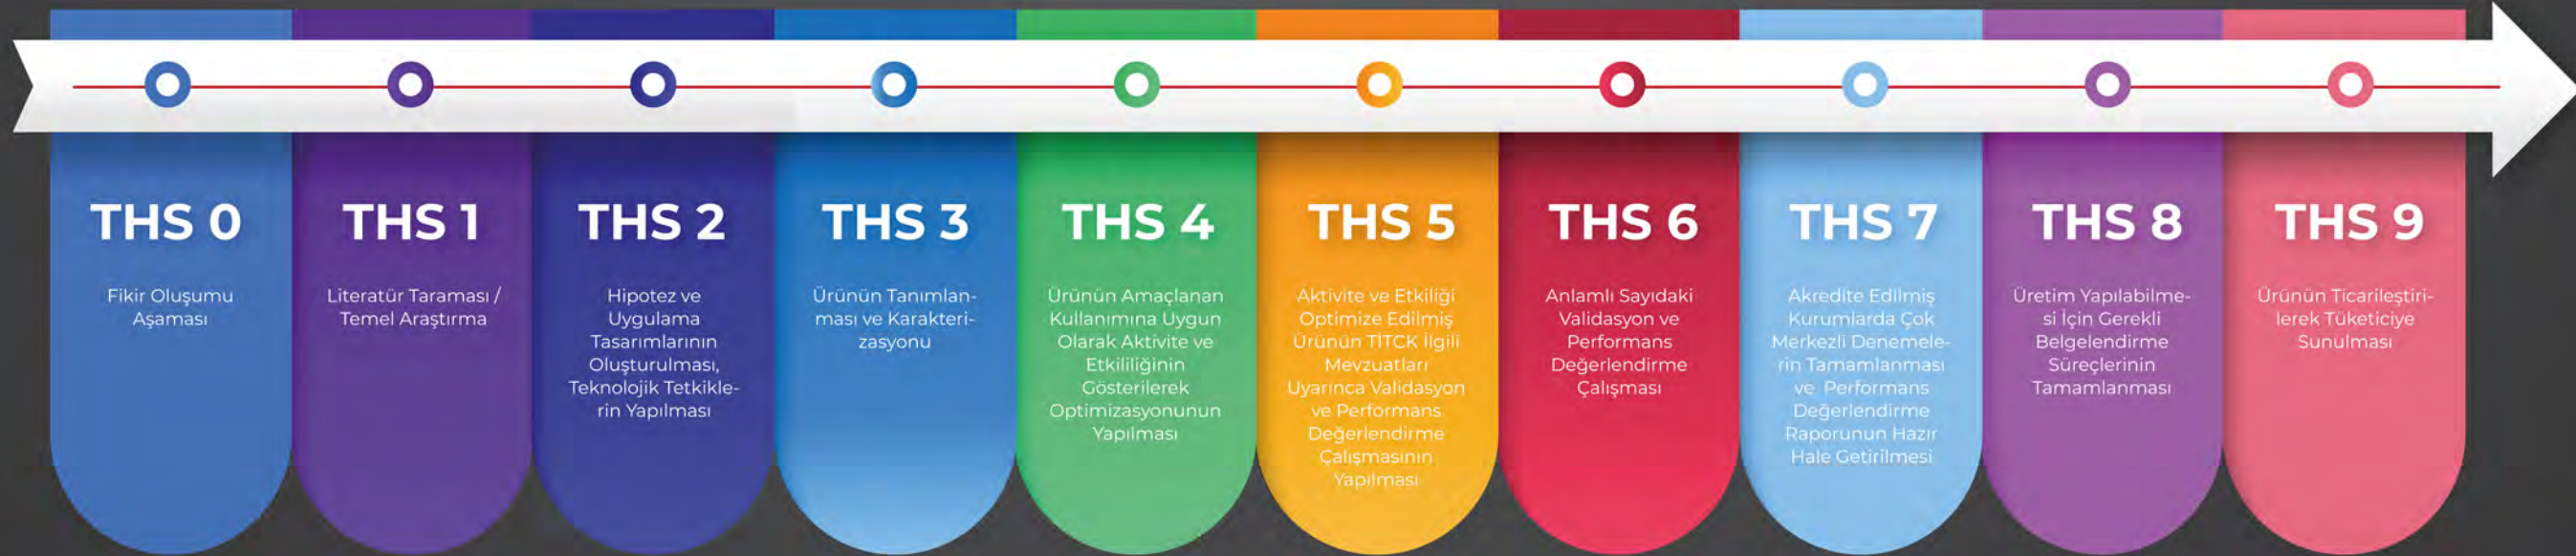 THS 0
Fikir Oluşumu
Aşaması
THS 1
Literatür Taraması /
Temel Araştırma
THS 2
Hipotez ve
Uygulama
Tasarımlarının
Oluşturulması,
Teknolojik Tetkikle-
rin Yapılması
THS 3
Ürünün Tanımlan-
ması ve Karakteri-
zasyonu
THS 4
Ürünün Amaçlanan
Kullanımına Uygun
Olarak Aktivite ve
Etkililiğinin
Gösterilerek
Optimizasyonunun
Yapılması
THS 5
Aktivite ve Etkiliği
Optimize Edilmiş
Ürünün TİTCK İlgili
Mevzuatları
Uyarınca Validasyon
ve Performans
Değerlendirme
Çalışmasının
Yapılması
THS 6
Anlamlı Sayıdaki
Validasyon ve
Performans
Değerlendirme
Çalışması
THS 7
Akredite Edilmiş
Kurumlarda Çok
Merkezli Denemele-
rin Tamamlanması
ve Performans
Değerlendirme
Raporunun Hazır
Hale Getirilmesi
THS 8
Üretim Yapılabilme-
si İçin Gerekli
Belgelendirme
Süreçlerinin
Tamamlanması
THS 9
Ürünün Ticarileştiri-
lerek Tüketiciye
Sunulması